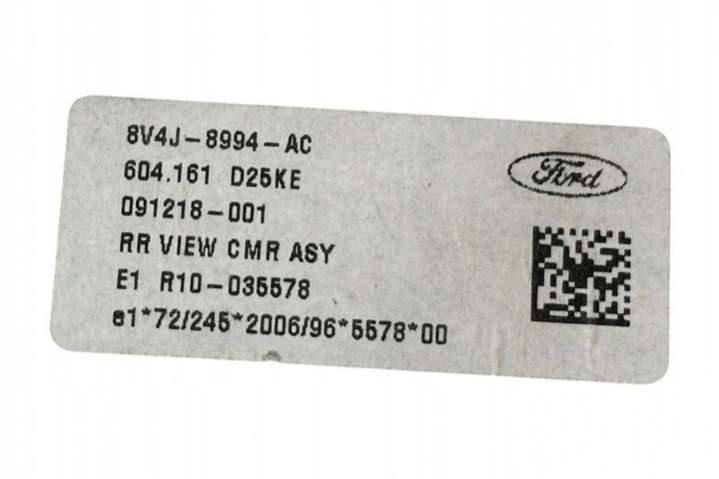 8V4J-8994-AC
Ford
604.161 D25KE
091218-001
RR VIEW CMR ASY
E1 R10-035578
e1*72/245*2006/96*5578*00